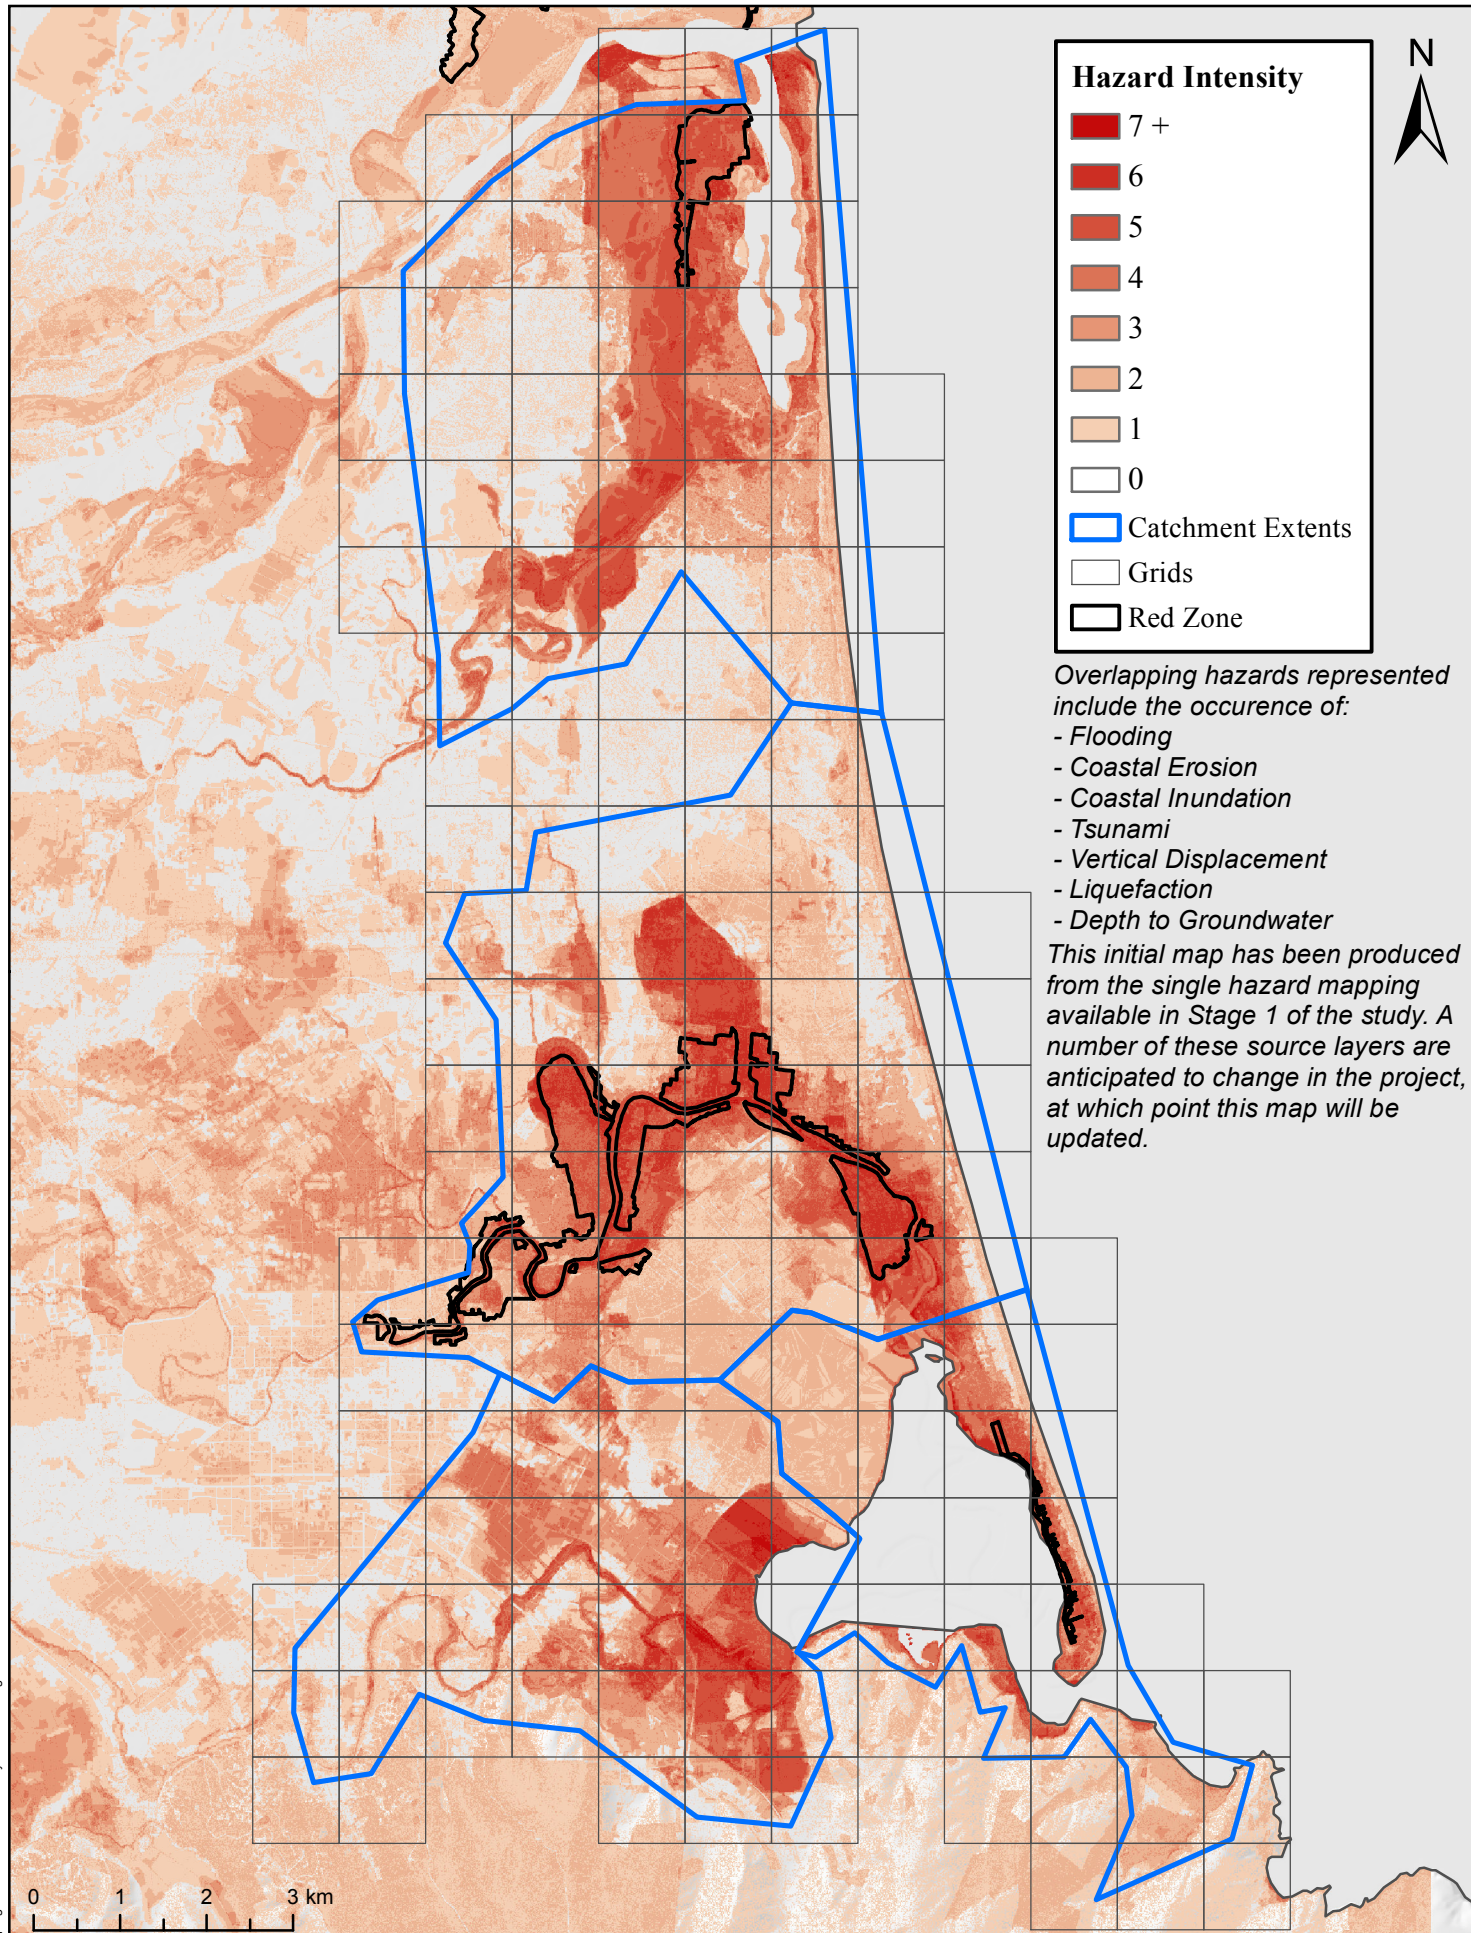 N
Hazard Intensity
7 +
6
5
4
3
2
1
0
Catchment Extents
Grids
Red Zone
Overlapping hazards represented
include the occurence of:
- Flooding
- Coastal Erosion
- Coastal Inundation
- Tsunami
- Vertical Displacement
- Liquefaction
- Depth to Groundwater
This initial map has been produced
from the single hazard mapping
available in Stage 1 of the study. A
number of these source layers are
anticipated to change in the project,
at which point this map will be
updated.
0 1 2 3 km